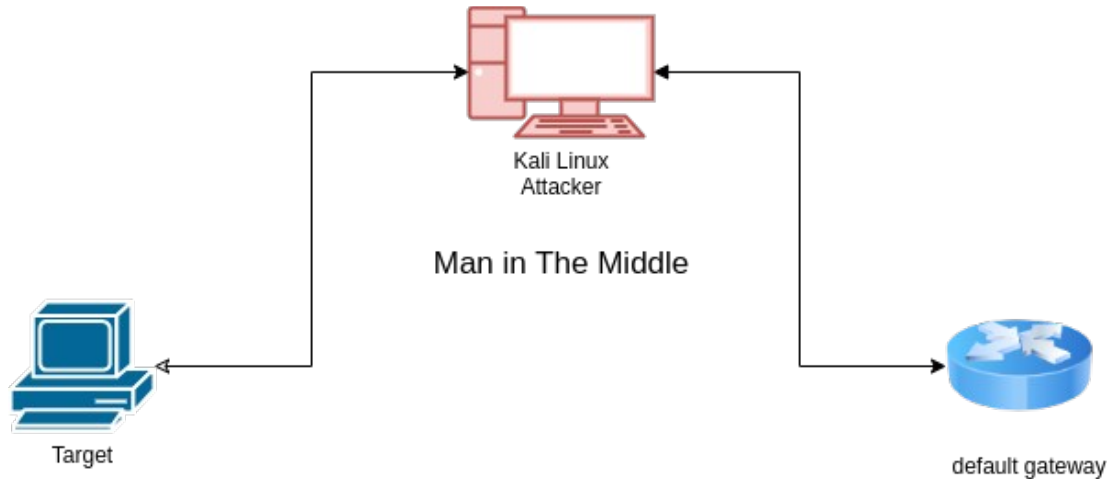 Kali Linux
Attacker
Man in The Middle
Target
default gateway